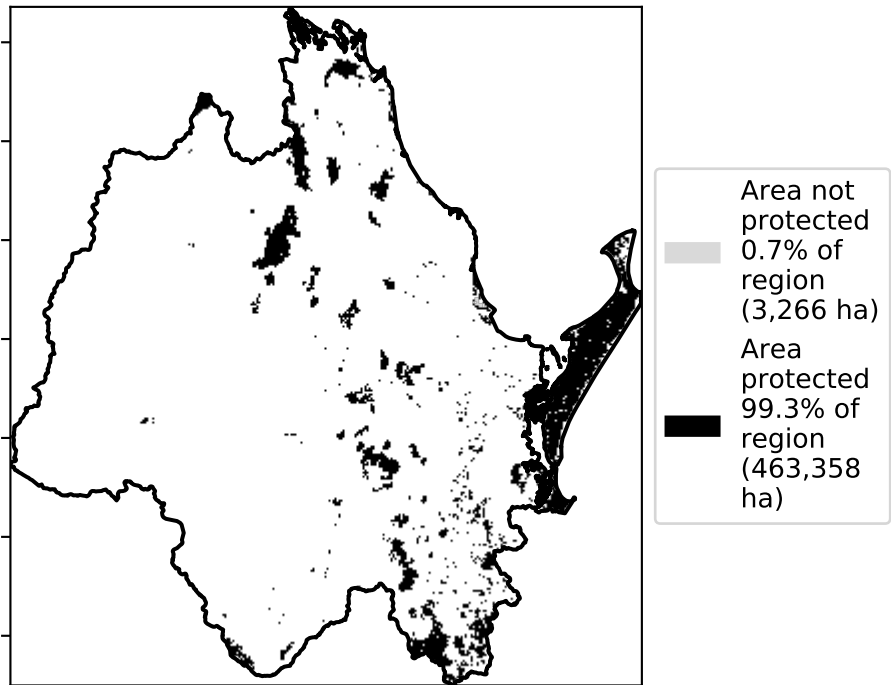 Area not
protected
0.7% of
region
(3,266 ha)
Area
protected
99.3% of
region
(463,358
ha)